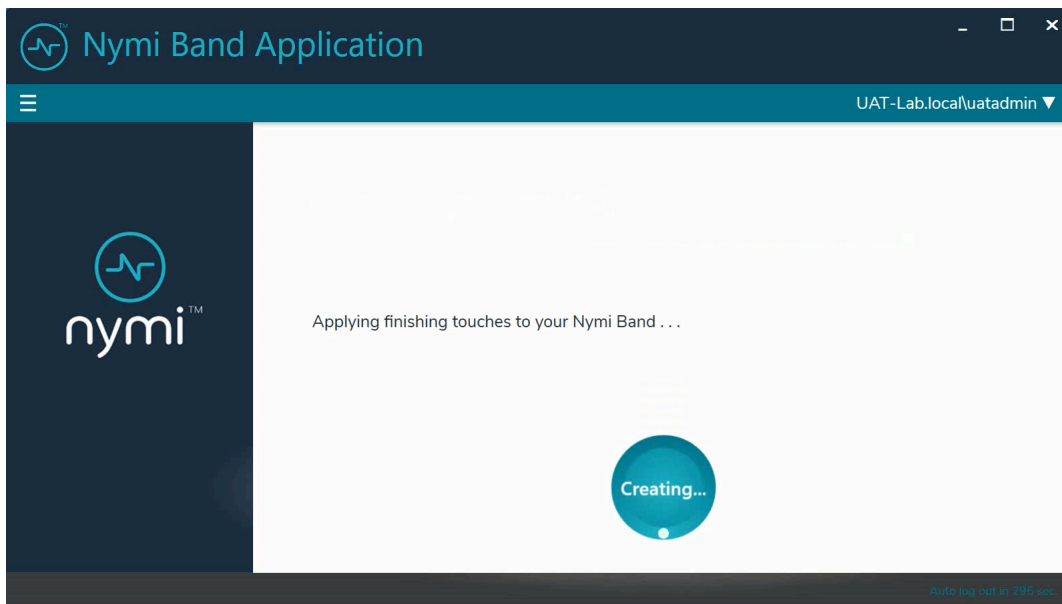 Nymi Band Application
UAT-Lab.local\uatadmin
nymi™
Applying finishing touches to your Nymi Band . . .
Creating...
Auto log out in 296 sec